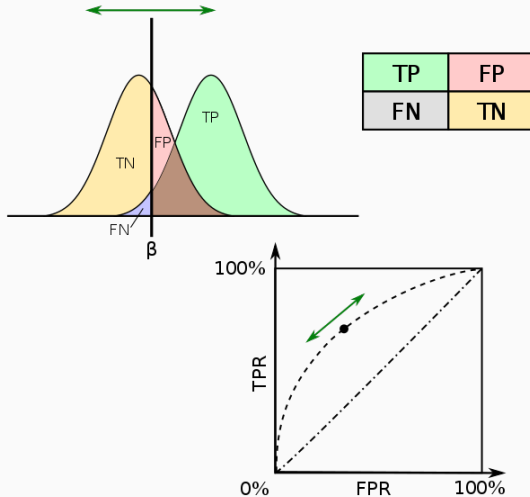 TP FP
FN TN
TN FP TP
FN
β
100%
TPR
0% FPR 100%